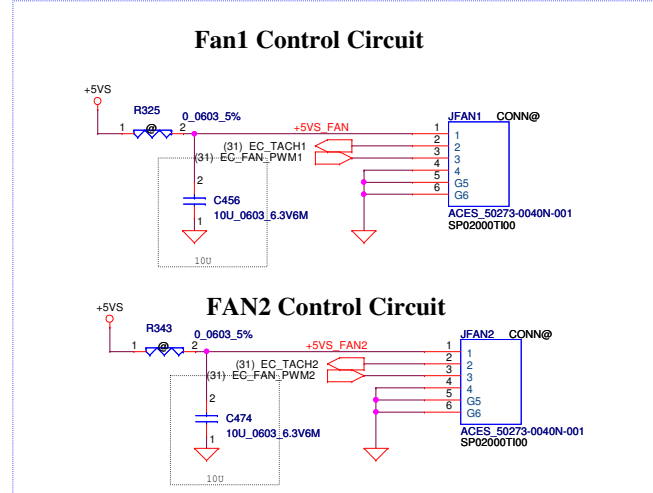 Fan1 Control Circuit
+5VS
R325
0_0603_5%
1 @ 2
+5VS_FAN
JFAN1 CONN@
1 1
(31) EC_TACH1 2 2
(31) EC_FAN_PWM1 3 3
4 4
5 G5
6 G6
2
C456
1
10U_0603_6.3V6M
ACES_50273-0040N-001
SP02000TI00
10U
FAN2 Control Circuit
+5VS
R343
0_0603_5%
1 @ 2
+5VS_FAN2
JFAN2 CONN@
1 1
(31) EC_TACH2 2 2
(31) EC_FAN_PWM2 3 3
4 4
5 G5
6 G6
2
C474
1
10U_0603_6.3V6M
ACES_50273-0040N-001
SP02000TI00
10U